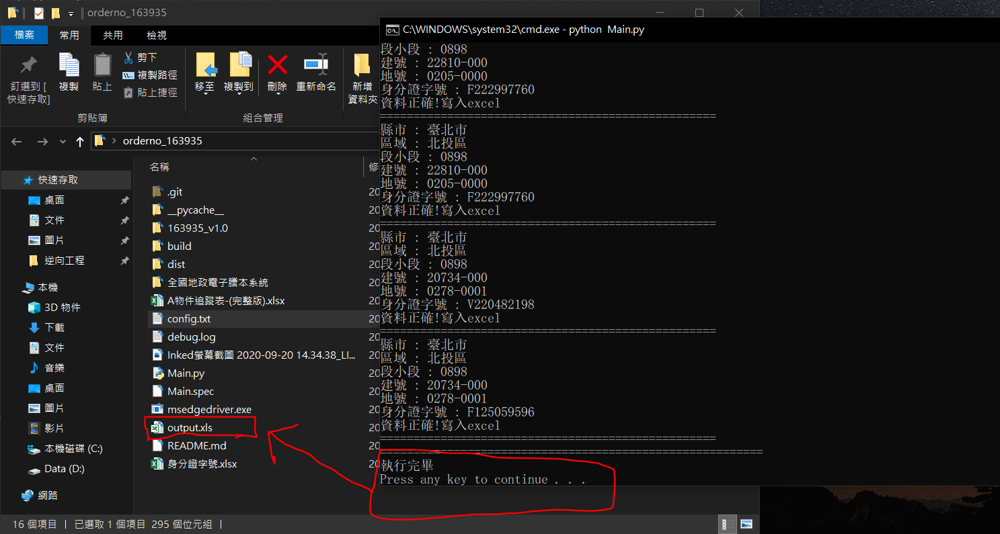 orderno_163935
檔案 常用 共用 檢視
釘選到 [
快速存取]
複製
貼上
剪下
複製路徑
貼上捷徑
剪貼簿
移至
複製到
刪除
重新命名
組合管理
新增
資料夾
orderno_163935
快速存取
桌面
文件
圖片
逆向工程
本機
3D 物件
下載
文件
音樂
桌面
圖片
影片
本機磁碟 (C:)
Data (D:)
網路
名稱
修
.git 20
__pycache__ 20
163935_v1.0 20
build 20
dist 20
全國地政電子謄本系統 20
A物件追蹤表-(完整版).xlsx 20
config.txt 20
debug.log 20
Inked螢幕截圖 2020-09-20 14.34.38_LI... 20
Main.py 20
Main.spec 20
msedgedriver.exe 20
output.xls 20
README.md 20
身分證字號.xlsx 20
16 個項目 | 已選取 1 個項目 295 個位元組 |
C:\WINDOWS\system32\cmd.exe - python Main.py
段小段 : 0898
建號 : 22810-000
地號 : 0205-0000
身分證字號 : F222997760
資料正確!寫入excel
==================================================
縣市 : 臺北市
區域 : 北投區
段小段 : 0898
建號 : 22810-000
地號 : 0205-0000
身分證字號 : F222997760
資料正確!寫入excel
==================================================
縣市 : 臺北市
區域 : 北投區
段小段 : 0898
建號 : 20734-000
地號 : 0278-0001
身分證字號 : V220482198
資料正確!寫入excel
==================================================
縣市 : 臺北市
區域 : 北投區
段小段 : 0898
建號 : 20734-000
地號 : 0278-0001
身分證字號 : F125059596
資料正確!寫入excel
==================================================
=========================================================
執行完畢
Press any key to continue . . .